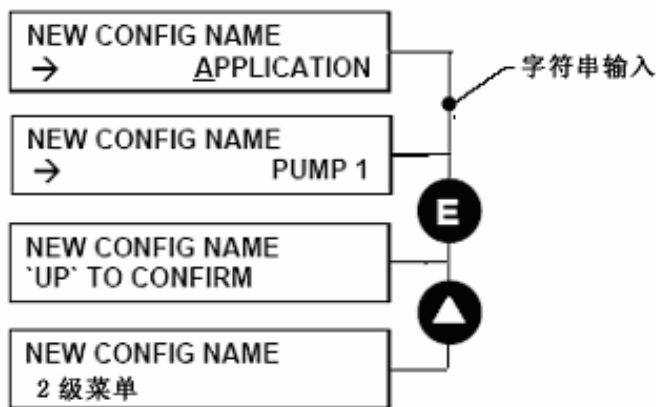 NEW CONFIG NAME
→ APPLICATION
字符串输入
NEW CONFIG NAME
→ PUMP 1
E
NEW CONFIG NAME
`UP` TO CONFIRM
NEW CONFIG NAME
2 级菜单